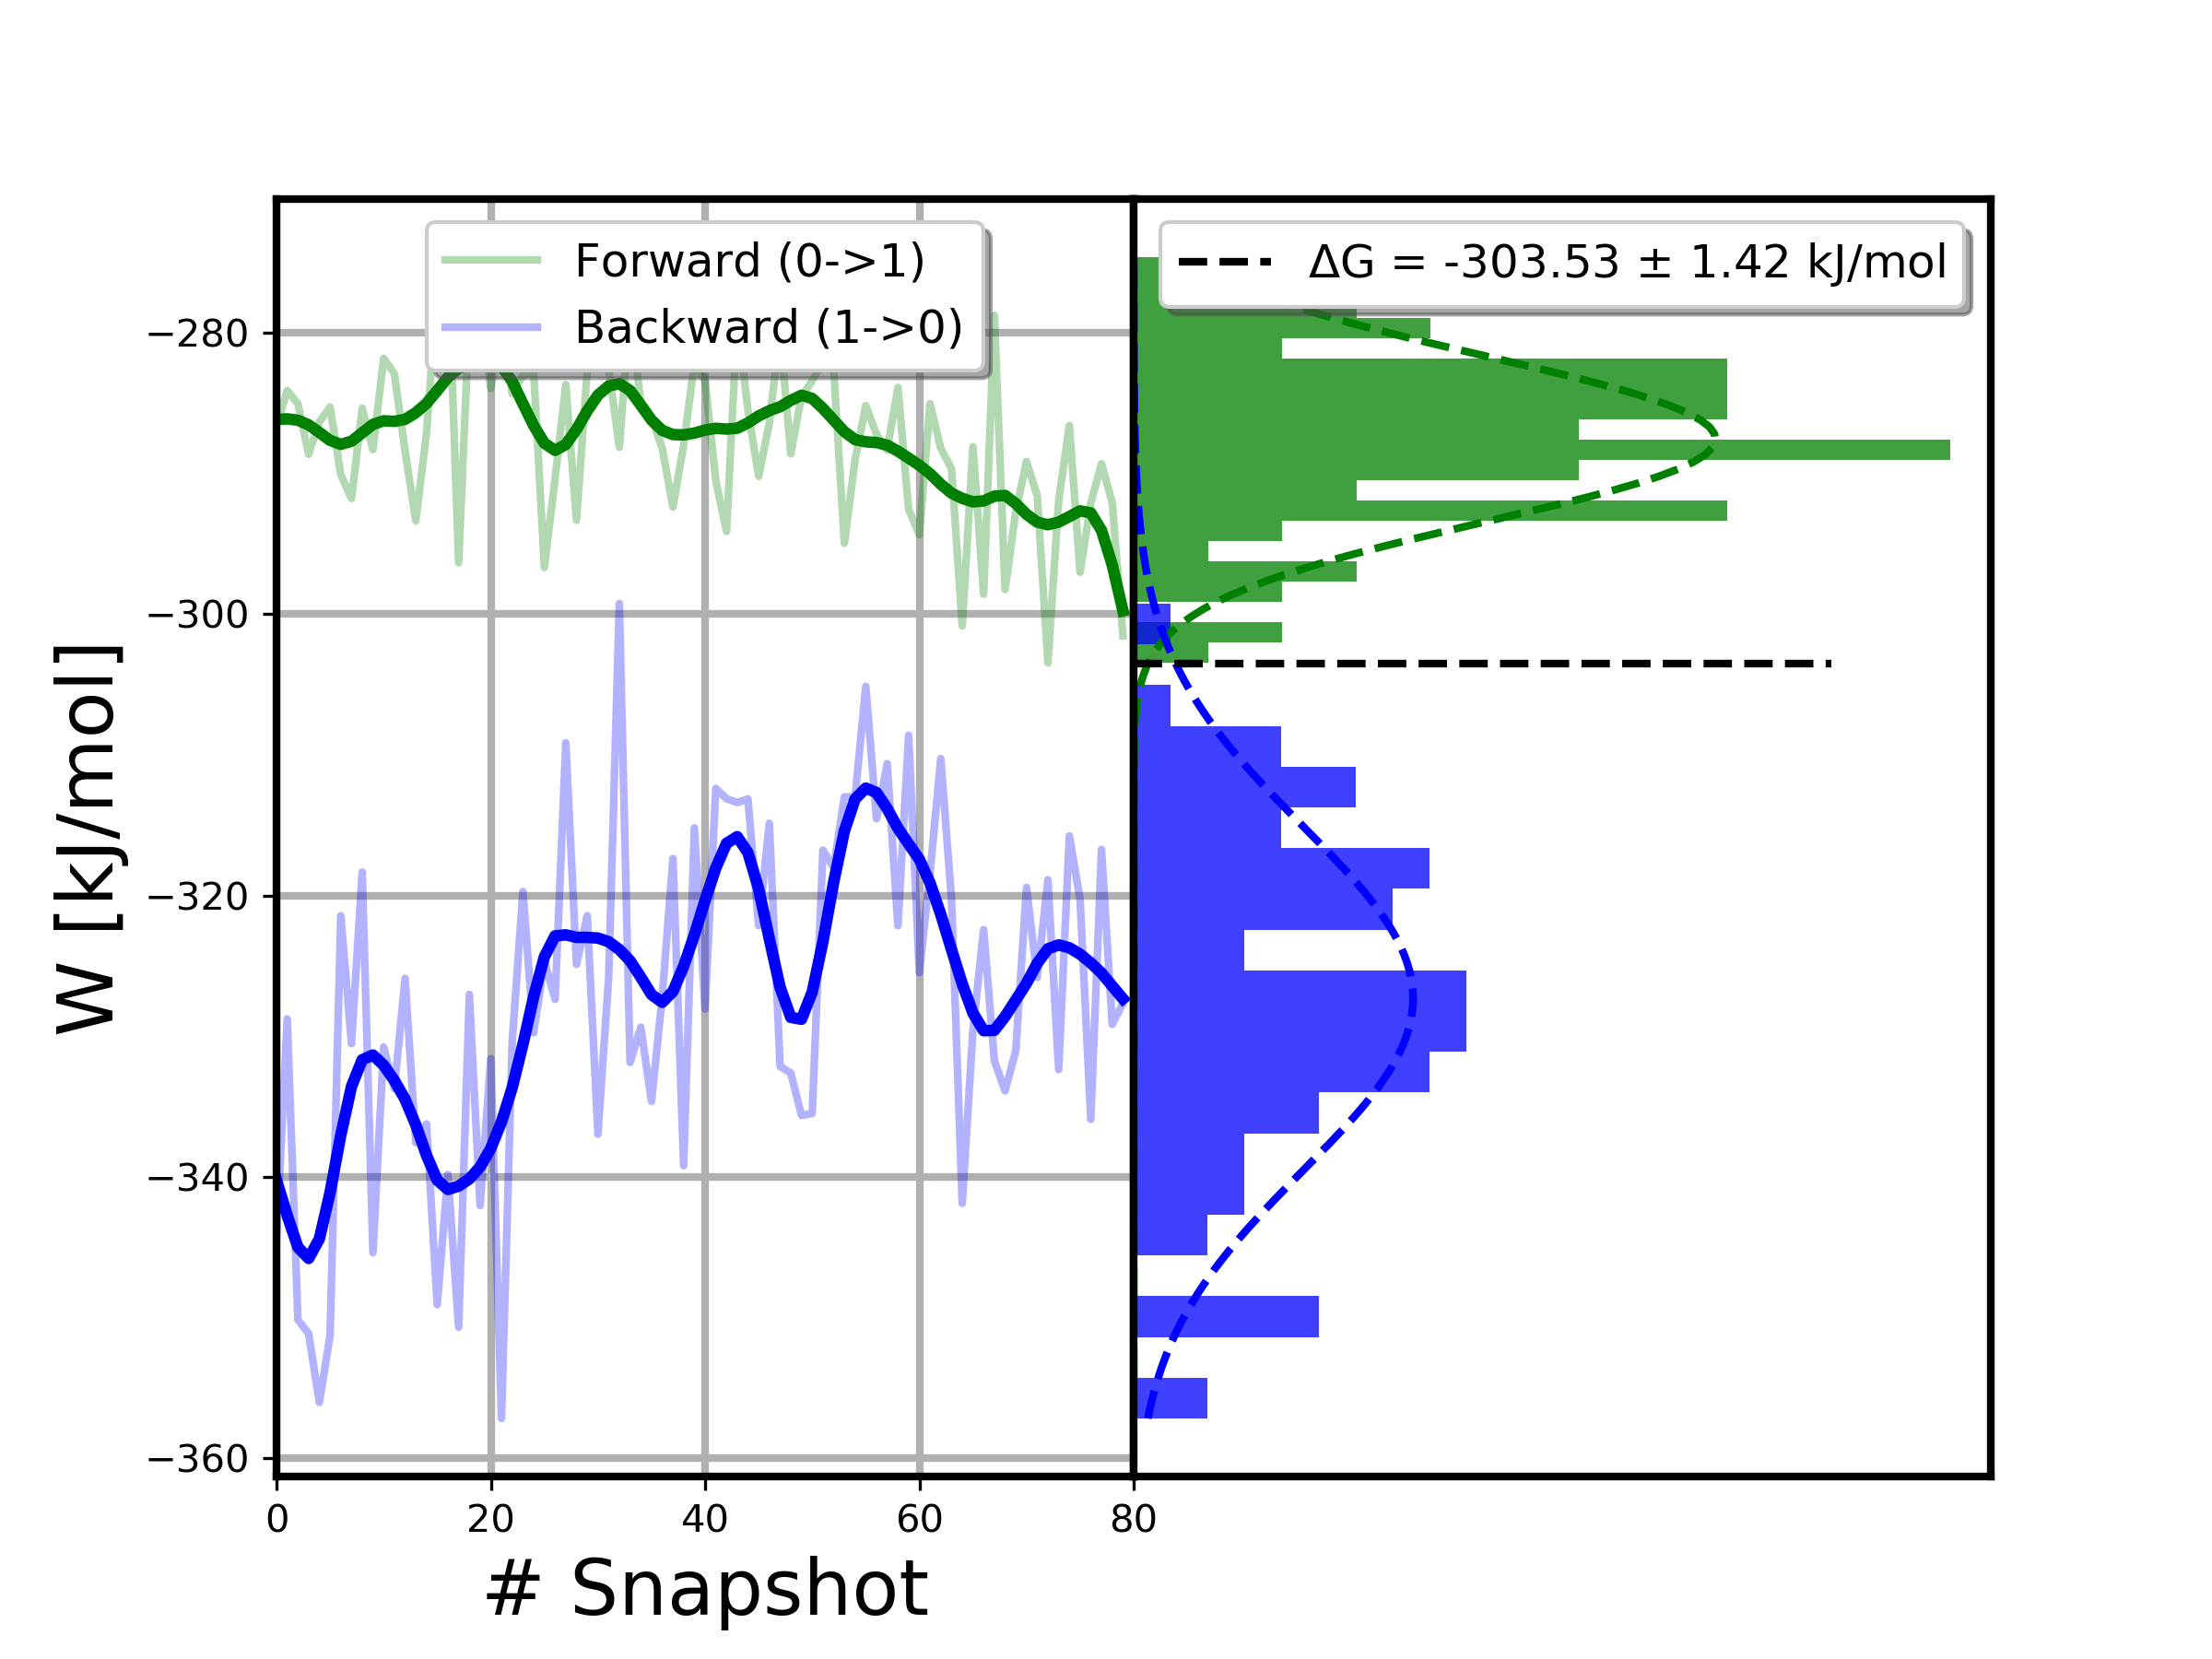 Forward (0->1)
Backward (1->0)
ΔG = -303.53 ± 1.42 kJ/mol
W [kJ/mol]
−280
−300
−320
−340
−360
0 20 40 60 80
# Snapshot